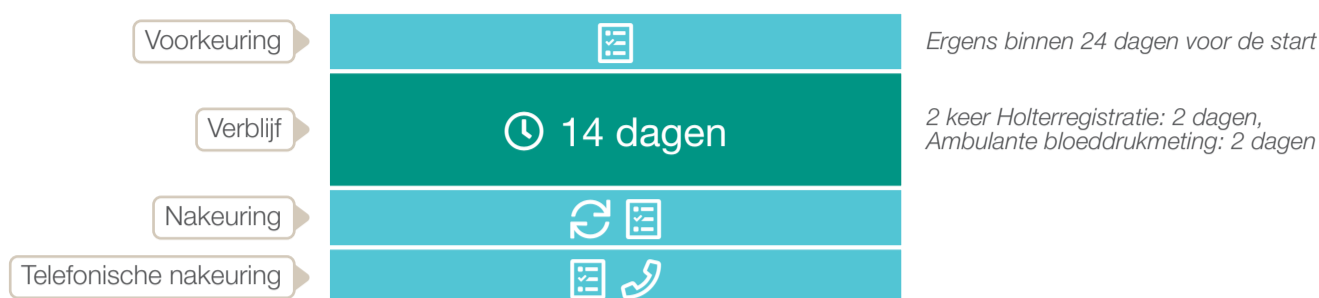 Voorkeuring
Ergens binnen 24 dagen voor de start
Verblijf
14 dagen
2 keer Holterregistratie: 2 dagen,
Ambulante bloeddrukmeting: 2 dagen
Nakeuring
Telefonische nakeuring